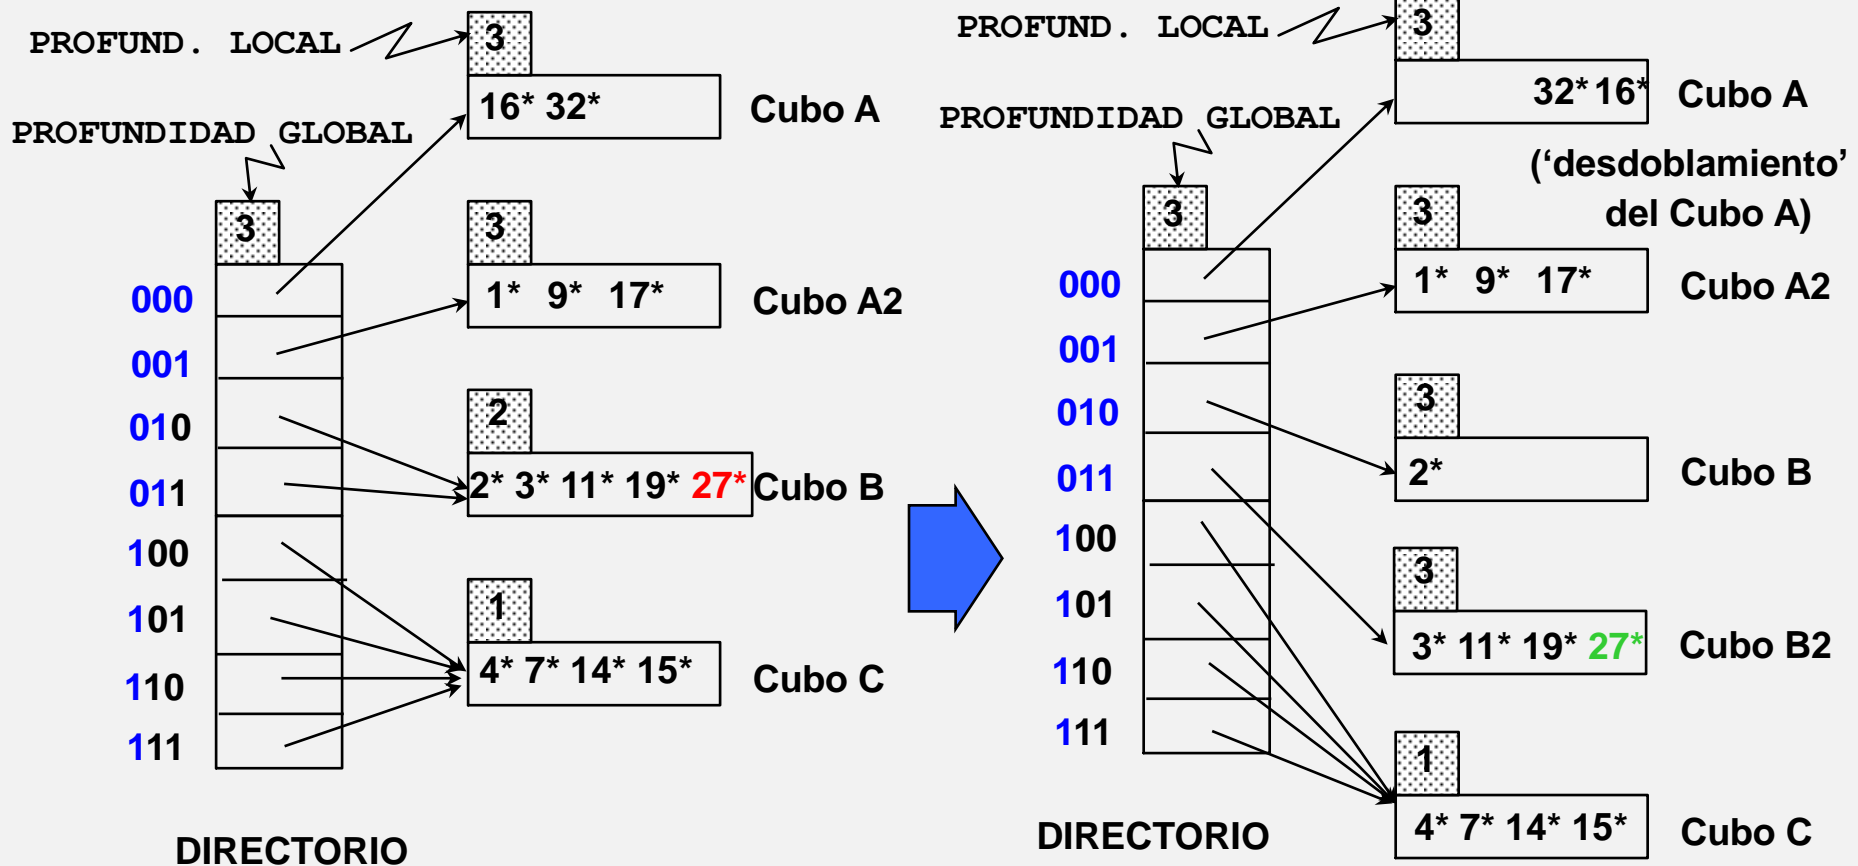 PROFUND. LOCAL
3
16* 32*
Cubo A
PROFUNDIDAD GLOBAL
3
3
000
1* 9* 17*
Cubo A2
001
2
010
2* 3* 11* 19* 27*
Cubo B
011
100
1
101
4* 7* 14* 15*
Cubo C
110
111
DIRECTORIO
PROFUND. LOCAL
3
32* 16*
Cubo A
PROFUNDIDAD GLOBAL
(‘desdoblamiento’
del Cubo A)
3
3
000
1* 9* 17*
Cubo A2
001
3
010
2*
Cubo B
011
100
3
101
3* 11* 19* 27*
Cubo B2
110
111
1
4* 7* 14* 15*
Cubo C
DIRECTORIO